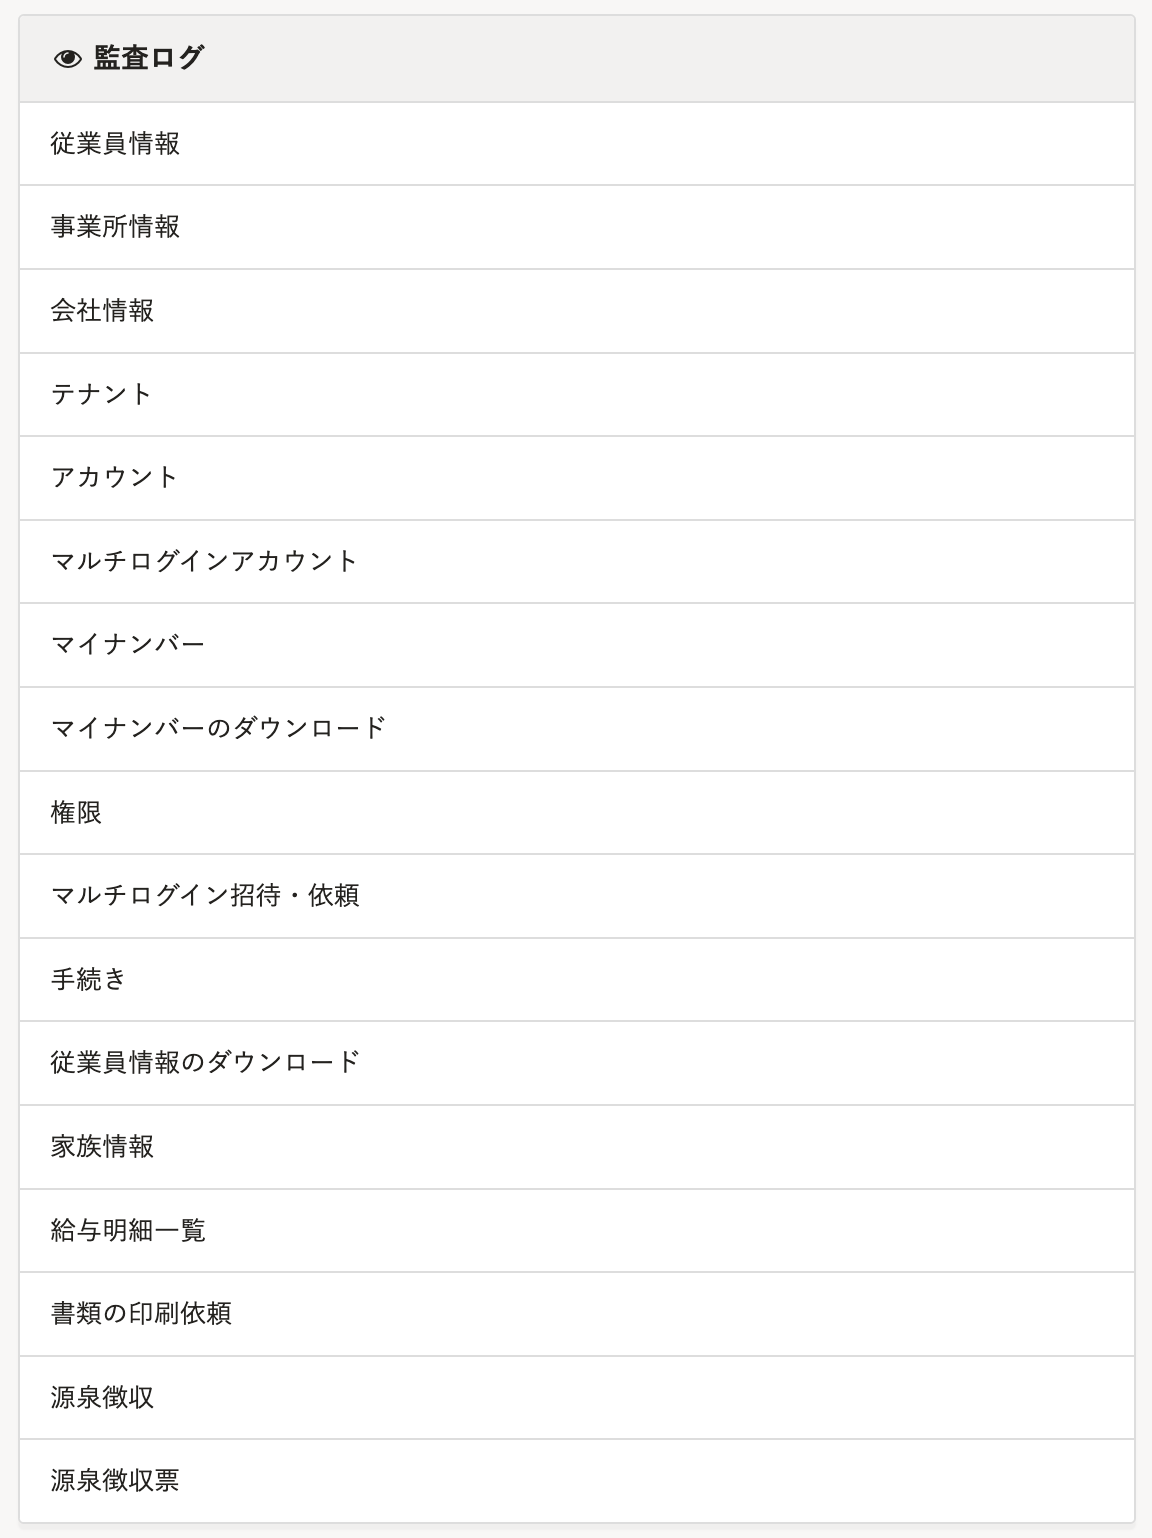 監査ログ
従業員情報
事業所情報
会社情報
テナント
アカウント
マルチログインアカウント
マイナンバー
マイナンバーのダウンロード
権限
マルチログイン招待・依頼
手続き
従業員情報のダウンロード
家族情報
給与明細一覧
書類の印刷依頼
源泉徴収
源泉徴収票